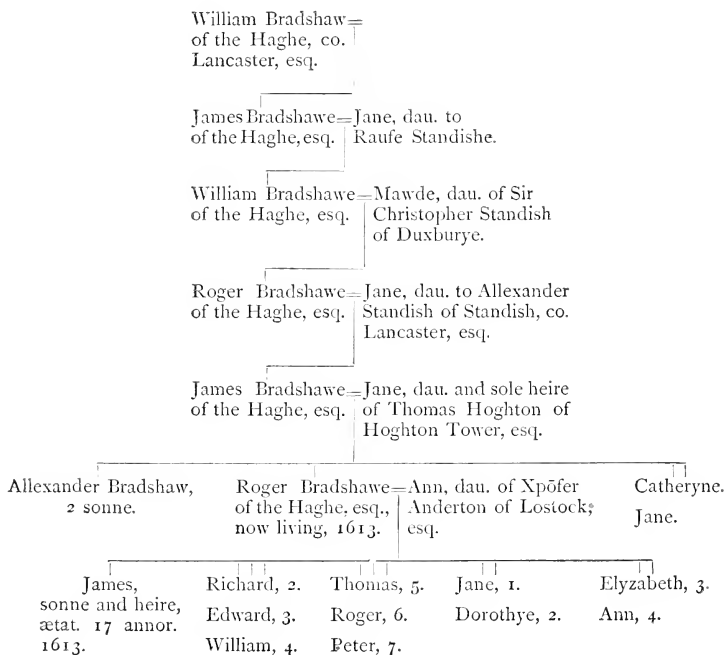 William Bradshaw=
of the Haghe, co.
Lancaster, esq.
James Bradshawe=Jane, dau. to
of the Haghe, esq. Raufe Standishe.
William Bradshawe=Mawde, dau. of Sir
of the Haghe, esq. Christopher Standish
of Duxburye.
Roger Bradshawe=Jane, dau. to Allexander
of the Haghe, esq. Standish of Standish, co.
Lancaster, esq.
James Bradshawe=Jane, dau. and sole heire
of the Haghe, esq. of Thomas Hoghton of
Hoghton Tower, esq.
Allexander Bradshaw,
2 sonne.
Roger Bradshawe=Ann, dau. of Xpōfer
of the Haghe, esq., Anderton of Lostock,
now living, 1613. esq.
Catheryne.
Jane.
James,
sonne and heire,
ætat. 17 annor.
1613.
Richard, 2.
Edward, 3.
William, 4.
Thomas, 5.
Roger, 6.
Peter, 7.
Jane, 1.
Dorothye, 2.
Elyzabeth, 3.
Ann, 4.